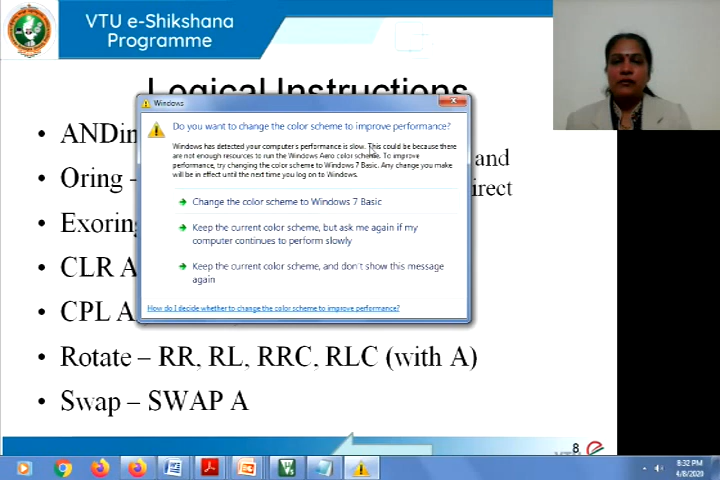 VTU e-Shikshana
Programme
Logical Instructions
Windows
Do you want to change the color scheme to improve performance?
Windows has detected your computer's performance is slow. This could be because there
are not enough resources to run the Windows Aero color scheme. To improve
performance, try changing the color scheme to Windows 7 Basic. Any change you make
will be in effect until the next time you log on to Windows.
Change the color scheme to Windows 7 Basic
Keep the current color scheme, but ask me again if my
computer continues to perform slowly
Keep the current color scheme, and don't show this message
again
How do I decide whether to change the color scheme to improve performance?
• ANDin
and
• Oring –
irect
• Exoring
• CLR A
• CPL A
• Rotate – RR, RL, RRC, RLC (with A)
• Swap – SWAP A
8
VTU
8:32 PM
4/8/2020